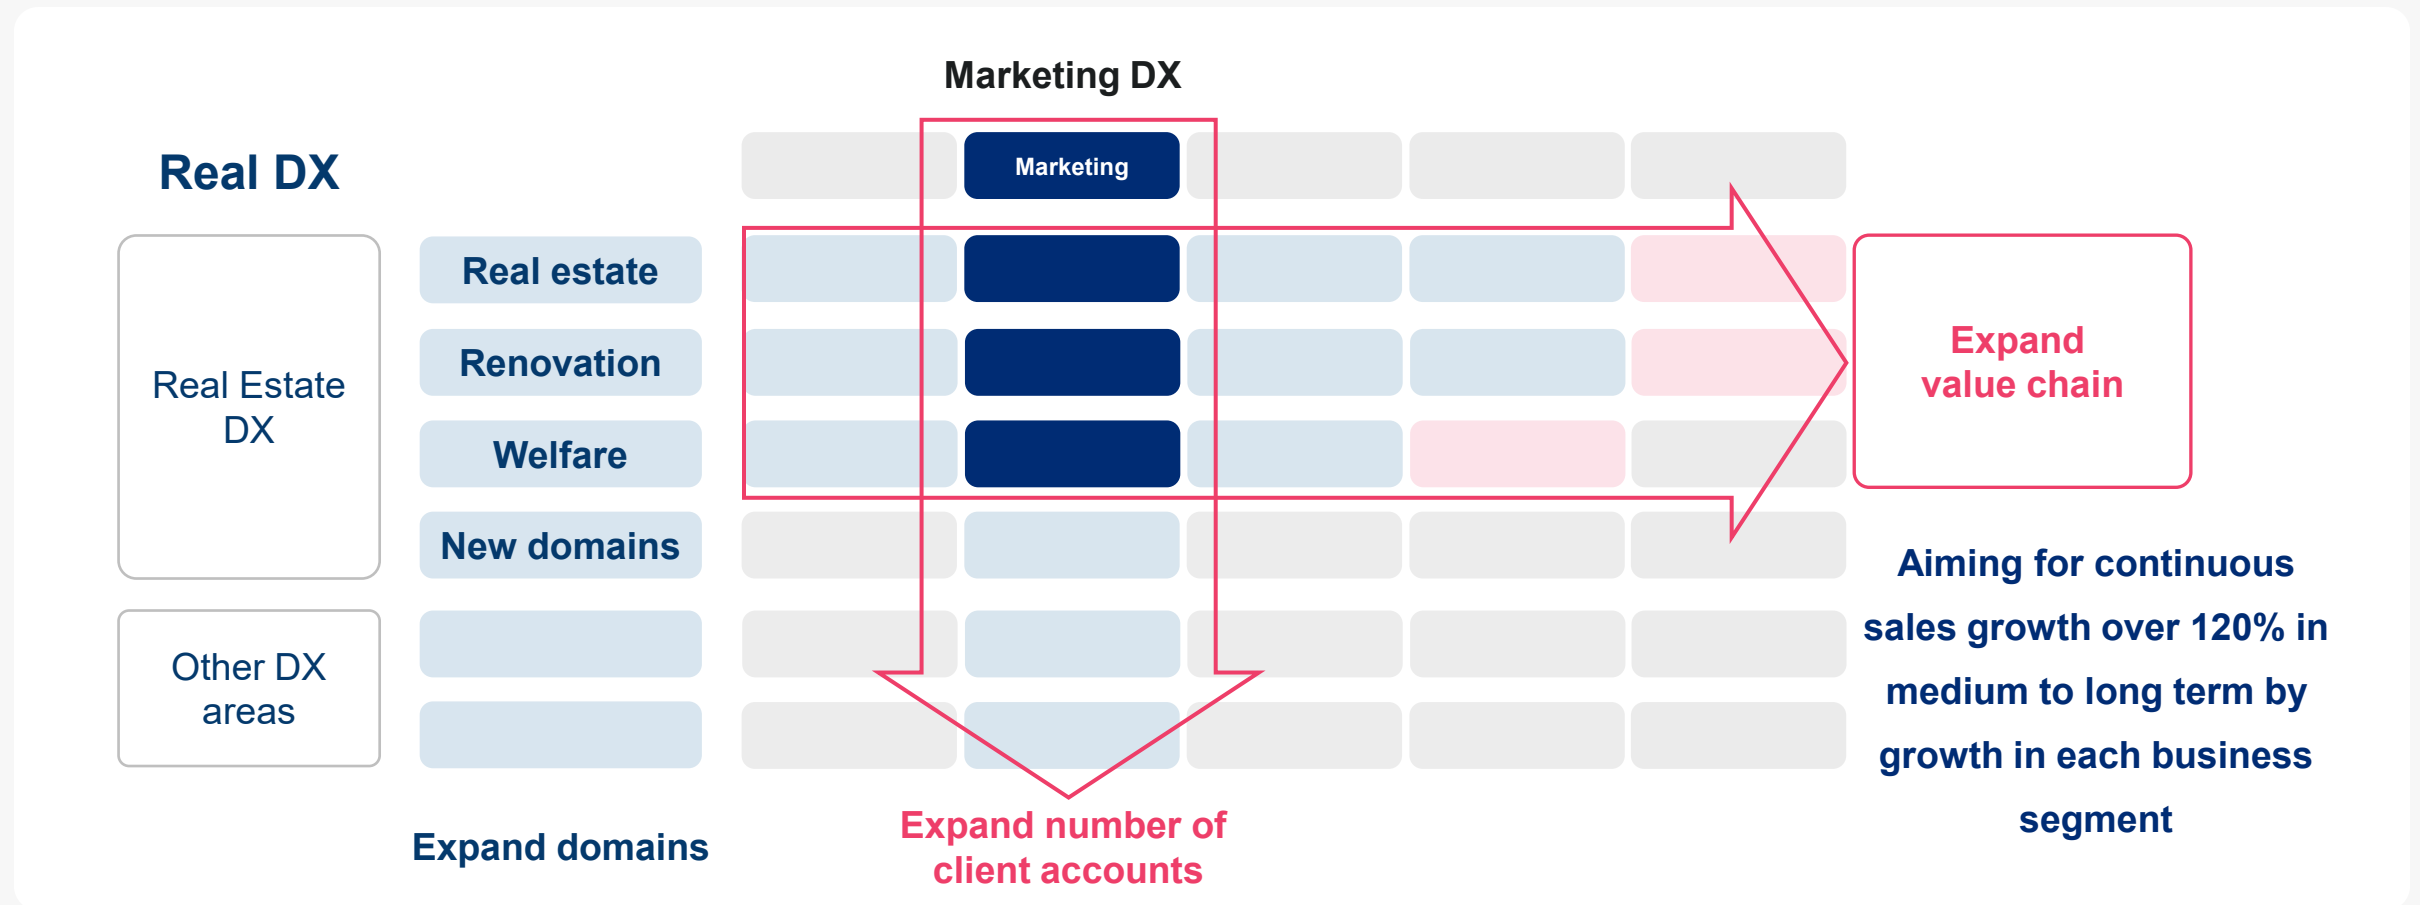 Marketing DX
Real DX
Marketing
Real Estate
DX
Real estate
Renovation
Welfare
New domains
Expand
value chain
Other DX
areas
Aiming for continuous
sales growth over 120% in
medium to long term by
growth in each business
segment
Expand domains
Expand number of
client accounts